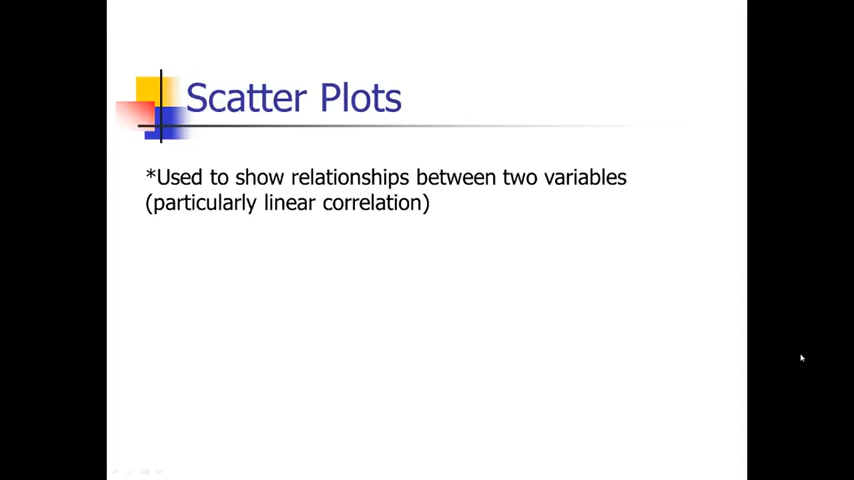 Scatter Plots
*Used to show relationships between two variables
(particularly linear correlation)